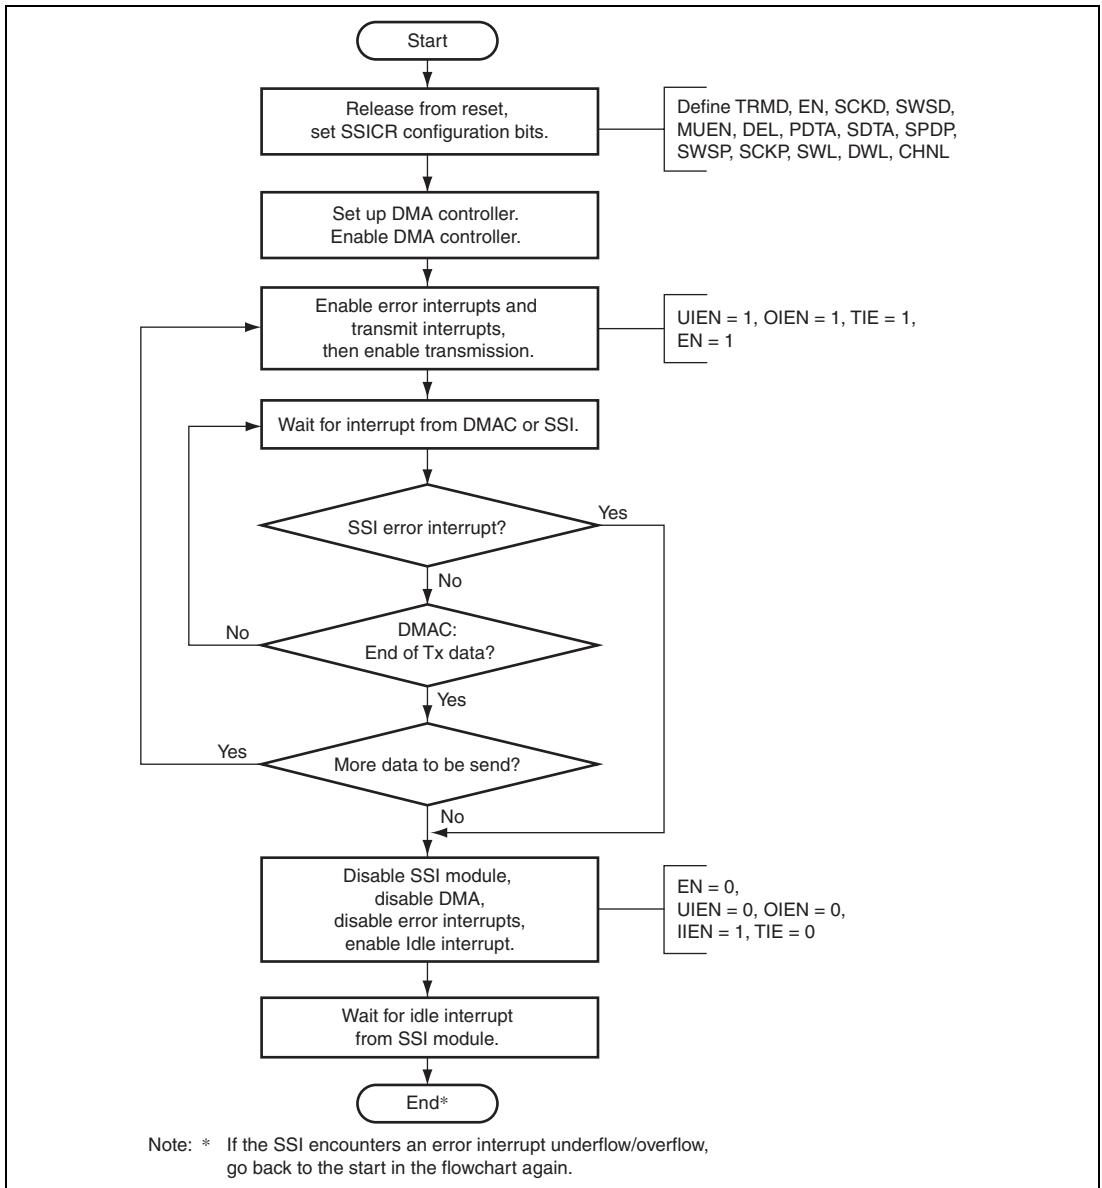 Start
Release from reset,
set SSICR configuration bits.
Define TRMD, EN, SCKD, SWSD,
MUEN, DEL, PDTA, SDTA, SPDP,
SWSP, SCKP, SWL, DWL, CHNL
Set up DMA controller.
Enable DMA controller.
Enable error interrupts and
transmit interrupts,
then enable transmission.
UIEN = 1, OIEN = 1, TIE = 1,
EN = 1
Wait for interrupt from DMAC or SSI.
SSI error interrupt?
Yes
No
DMAC:
End of Tx data?
No
Yes
More data to be send?
Yes
No
Disable SSI module,
disable DMA,
disable error interrupts,
enable Idle interrupt.
EN = 0,
UIEN = 0, OIEN = 0,
IIEN = 1, TIE = 0
Wait for idle interrupt
from SSI module.
End*
Note: * If the SSI encounters an error interrupt underflow/overflow,
go back to the start in the flowchart again.